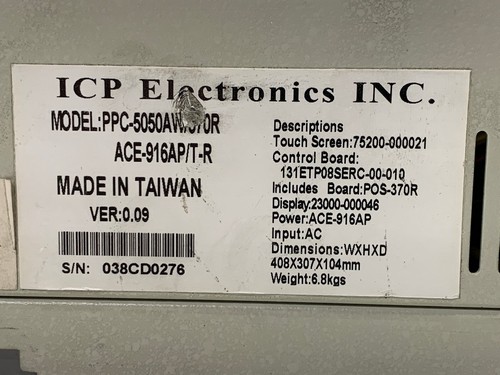 ICP Electronics INC.
MODEL:PPC-5050AW/370R
ACE-916AP/T-R
MADE IN TAIWAN
VER:0.09
S/N: 038CD0276
Descriptions
Touch Screen:75200-000021
Control Board:
131ETP08SERC-00-010
Includes Board:POS-370R
Display:23000-000046
Power:ACE-916AP
Input:AC
Dimensions:WXHXD
408X307X104mm
Weight:6.8kgs